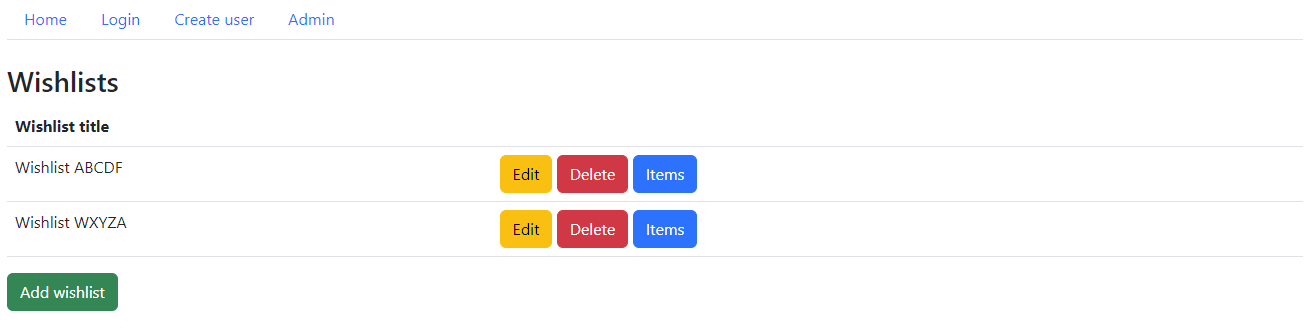 Home Login Create user Admin
Wishlists
Wishlist title
Wishlist ABCDF Edit Delete Items
Wishlist WXYZA Edit Delete Items
Add wishlist